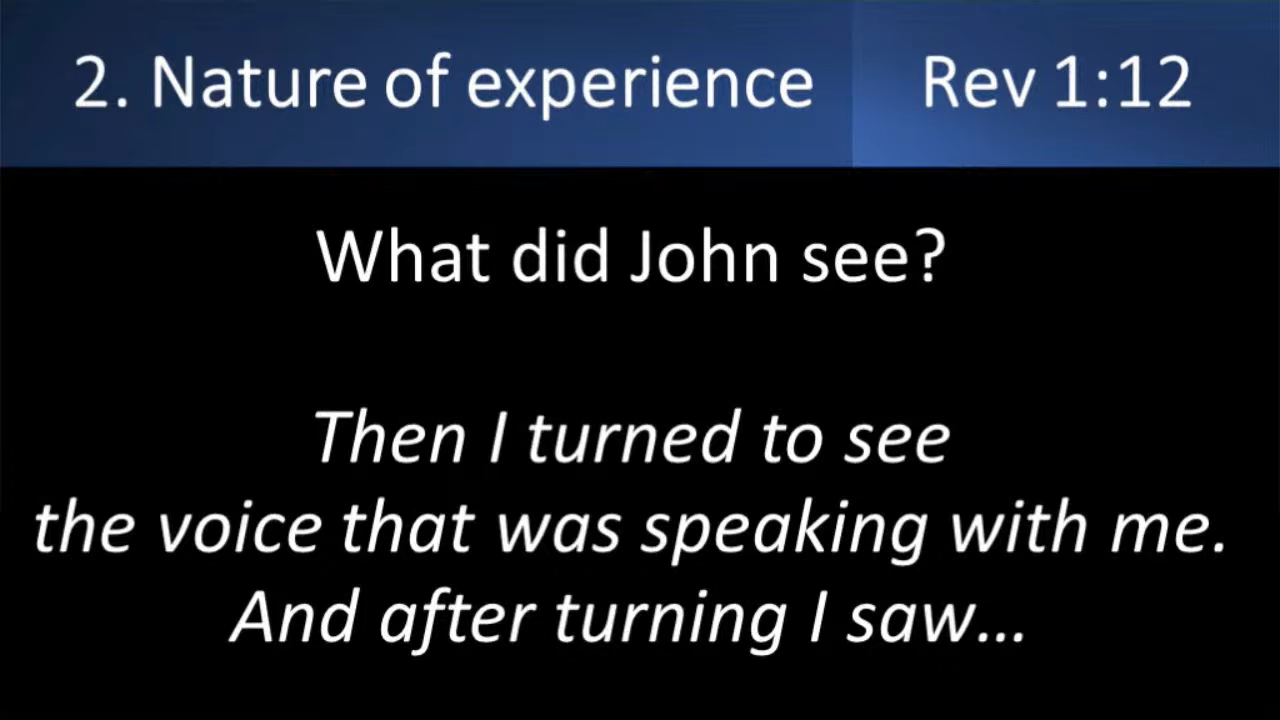 2. Nature of experience Rev 1:12
What did John see?
Then I turned to see
the voice that was speaking with me.
And after turning I saw...